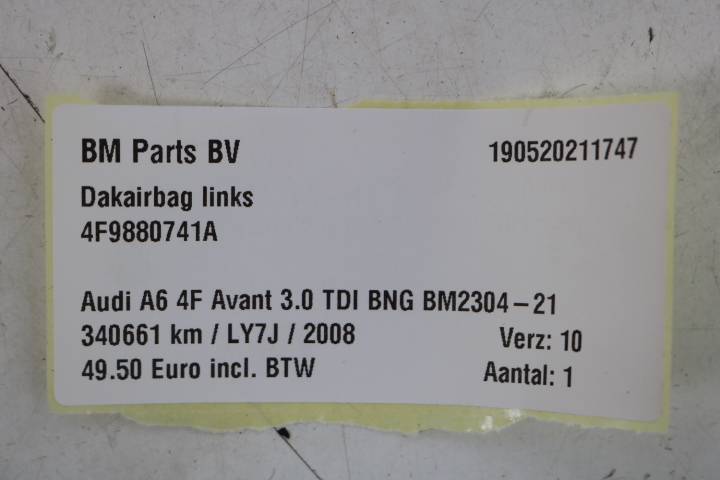 BM Parts BV 190520211747
Dakairbag links
4F9880741A
Audi A6 4F Avant 3.0 TDI BNG BM2304-21
340661 km / LY7J / 2008 Verz: 10
49.50 Euro incl. BTW Aantal: 1